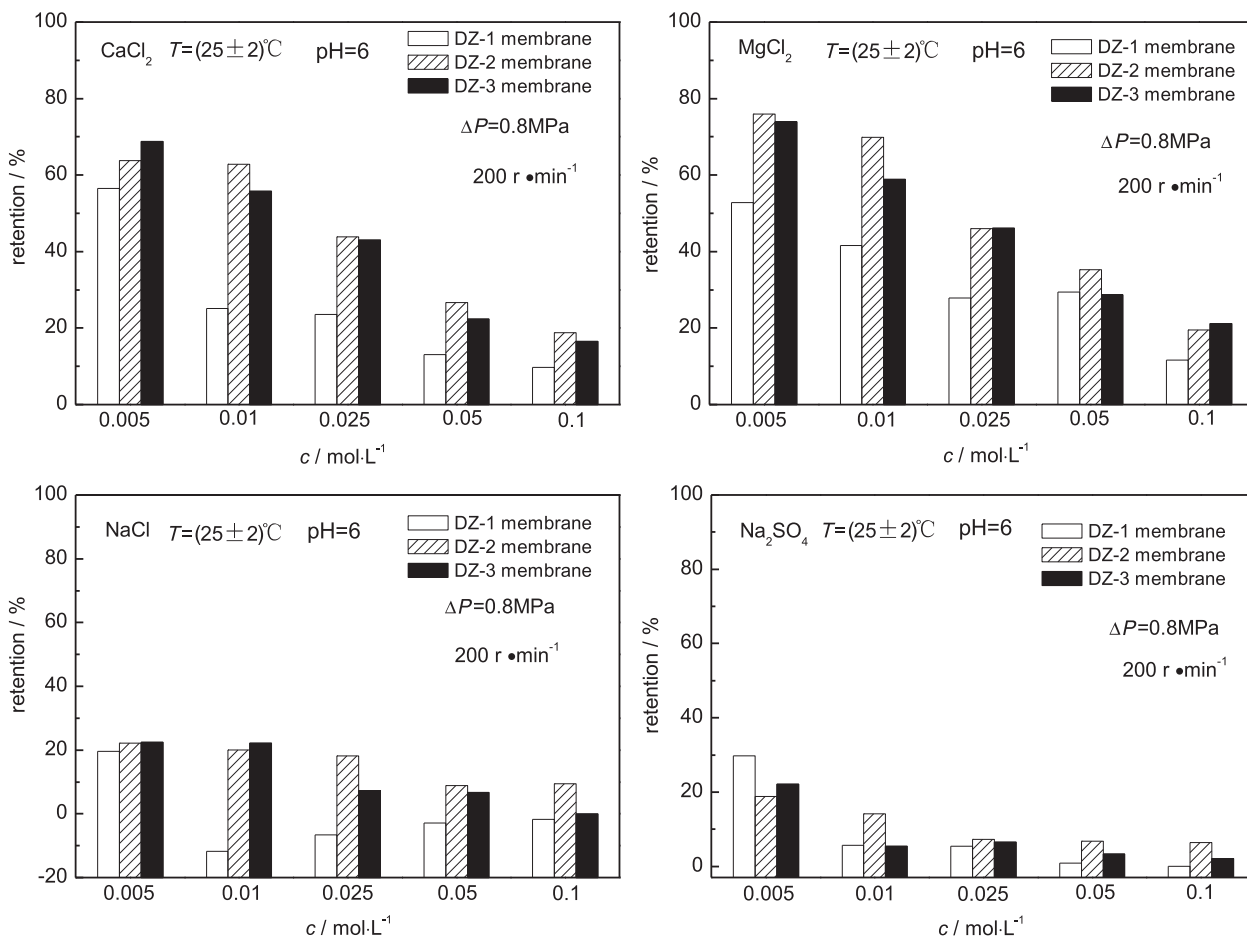 CaCl₂ T=(25±2)℃ pH=6
DZ-1 membrane
DZ-2 membrane
DZ-3 membrane
ΔP=0.8MPa
200 r •min⁻¹
retention / %
100
80
60
40
20
0
0.005 0.01 0.025 0.05 0.1
c / mol·L⁻¹
MgCl₂ T=(25±2)℃ pH=6
DZ-1 membrane
DZ-2 membrane
DZ-3 membrane
ΔP=0.8MPa
200 r •min⁻¹
retention / %
100
80
60
40
20
0
0.005 0.01 0.025 0.05 0.1
c / mol·L⁻¹
NaCl T=(25±2)℃ pH=6
DZ-1 membrane
DZ-2 membrane
DZ-3 membrane
ΔP=0.8MPa
200 r •min⁻¹
retention / %
100
80
60
40
20
0
-20
0.005 0.01 0.025 0.05 0.1
c / mol·L⁻¹
Na₂SO₄ T=(25±2)℃ pH=6
DZ-1 membrane
DZ-2 membrane
DZ-3 membrane
ΔP=0.8MPa
200 r •min⁻¹
retention / %
100
80
60
40
20
0
0.005 0.01 0.025 0.05 0.1
c / mol·L⁻¹